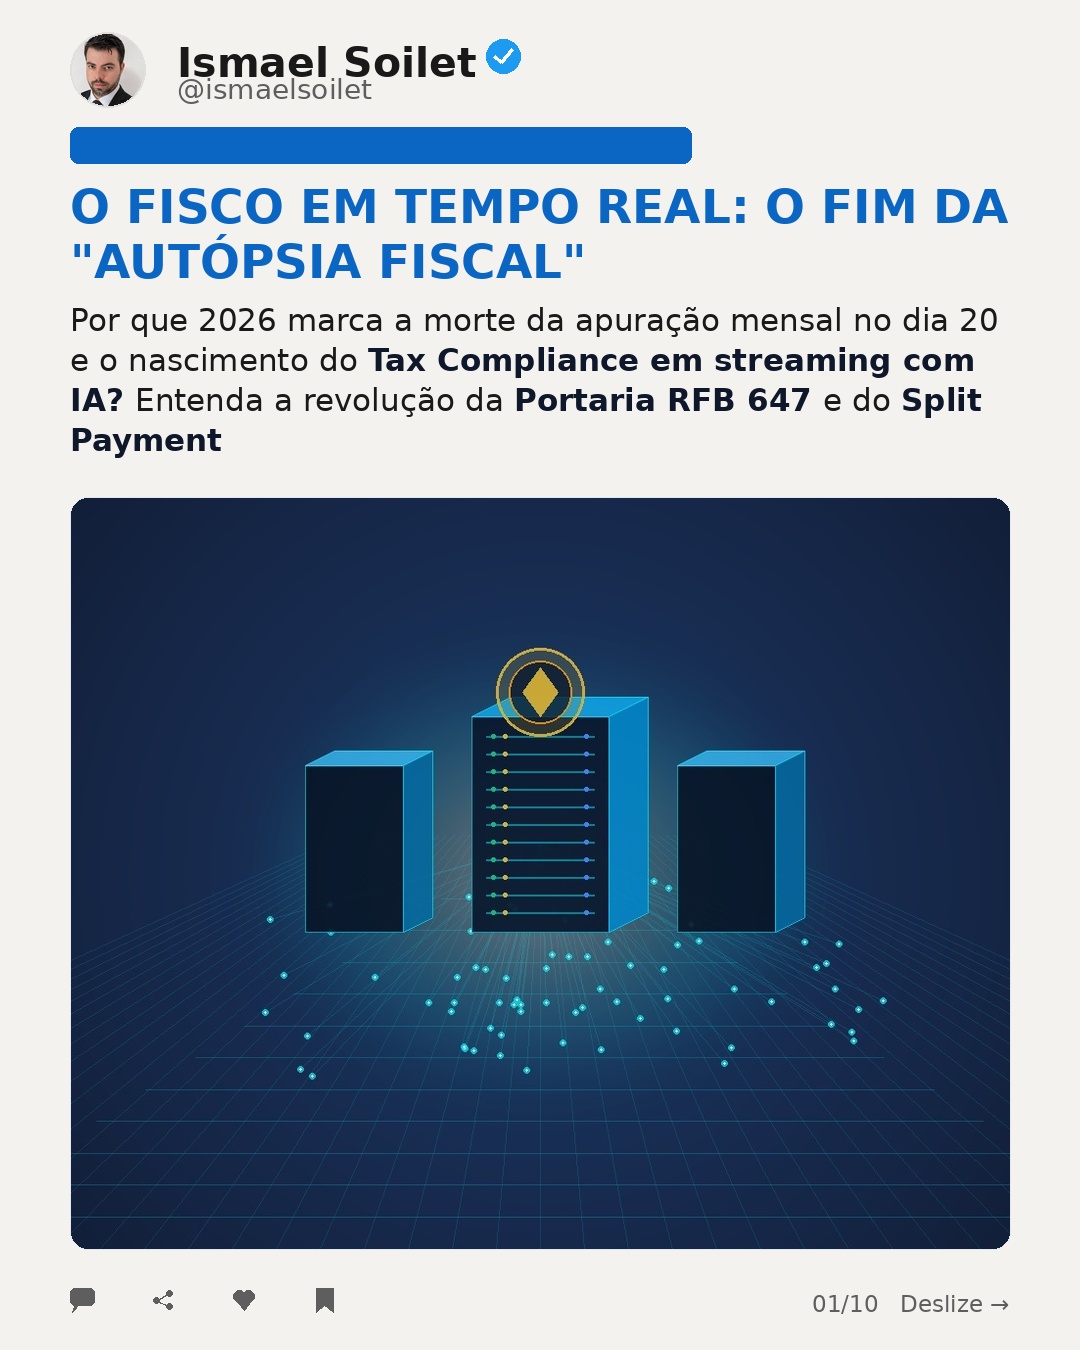 Ismael Soilet
@ismaelsoilet
O FISCO EM TEMPO REAL: O FIM DA
"AUTÓPSIA FISCAL"
Por que 2026 marca a morte da apuração mensal no dia 20
e o nascimento do Tax Compliance em streaming com
IA? Entenda a revolução da Portaria RFB 647 e do Split
Payment
01/10 Deslize →